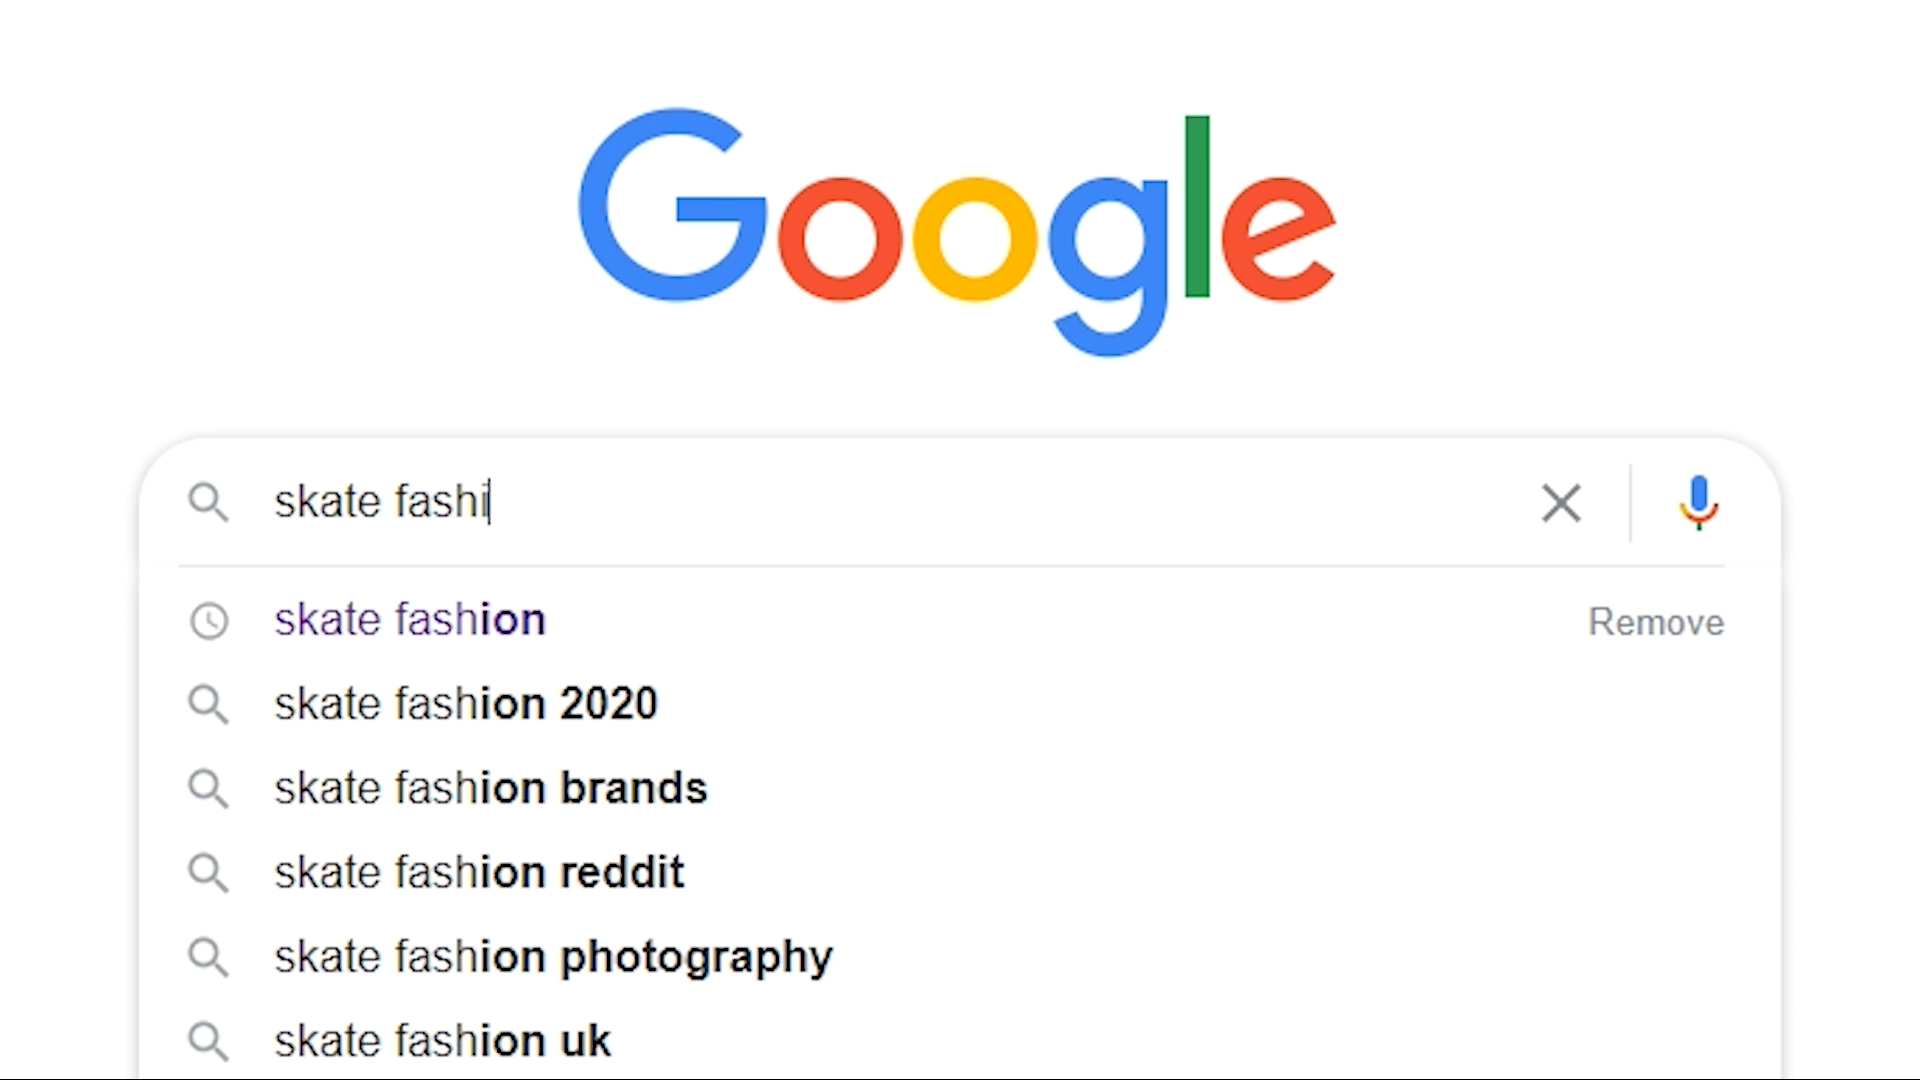 Google
skate fashi
skate fashion
Remove
skate fashion 2020
skate fashion brands
skate fashion reddit
skate fashion photography
skate fashion uk